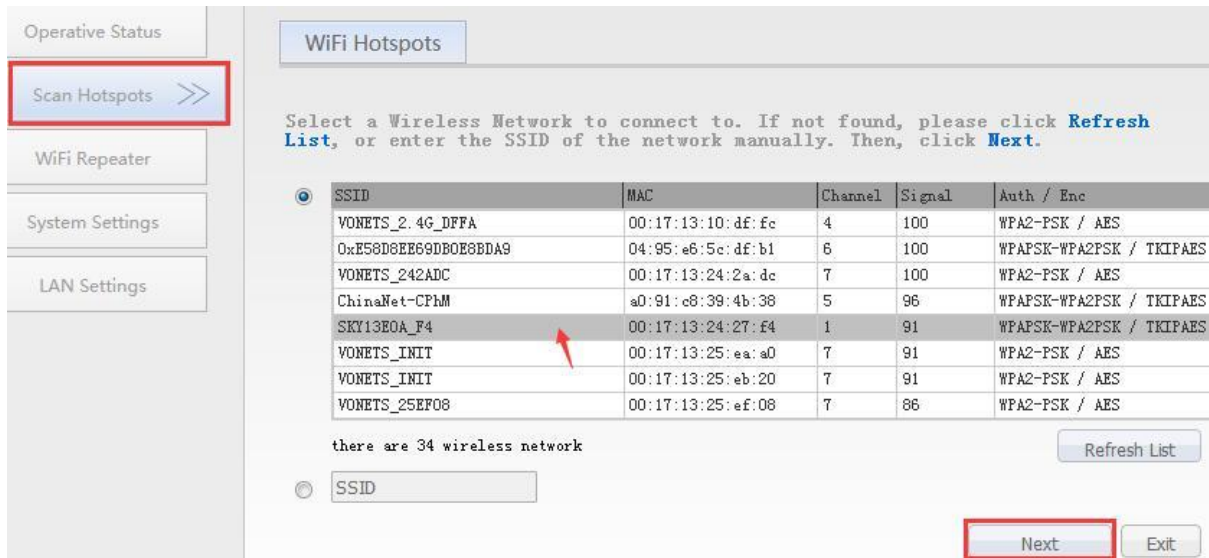 Operative Status
Scan Hotspots
WiFi Repeater
System Settings
LAN Settings
WiFi Hotspots
Select a Wireless Network to connect to. If not found, please click Refresh
List, or enter the SSID of the network manually. Then, click Next.
SSID MAC Channel Signal Auth / Enc
VONETS_2.4G_DFFA 00:17:13:10:df:fc 4 100 WPA2-PSK / AES
0xE58D8EE69DB0E8BDA9 04:95:e6:5c:df:b1 6 100 WPAPSK-WPA2PSK / TKIPAES
VONETS_242ADC 00:17:13:24:2a:dc 7 100 WPA2-PSK / AES
ChinaNet-CPhM a0:91:c8:39:4b:38 5 96 WPAPSK-WPA2PSK / TKIPAES
SKY13E0A_F4 00:17:13:24:27:f4 1 91 WPAPSK-WPA2PSK / TKIPAES
VONETS_INIT 00:17:13:25:ea:a0 7 91 WPA2-PSK / AES
VONETS_INIT 00:17:13:25:eb:20 7 91 WPA2-PSK / AES
VONETS_25EF08 00:17:13:25:ef:08 7 86 WPA2-PSK / AES
there are 34 wireless network
Refresh List
SSID
Next Exit